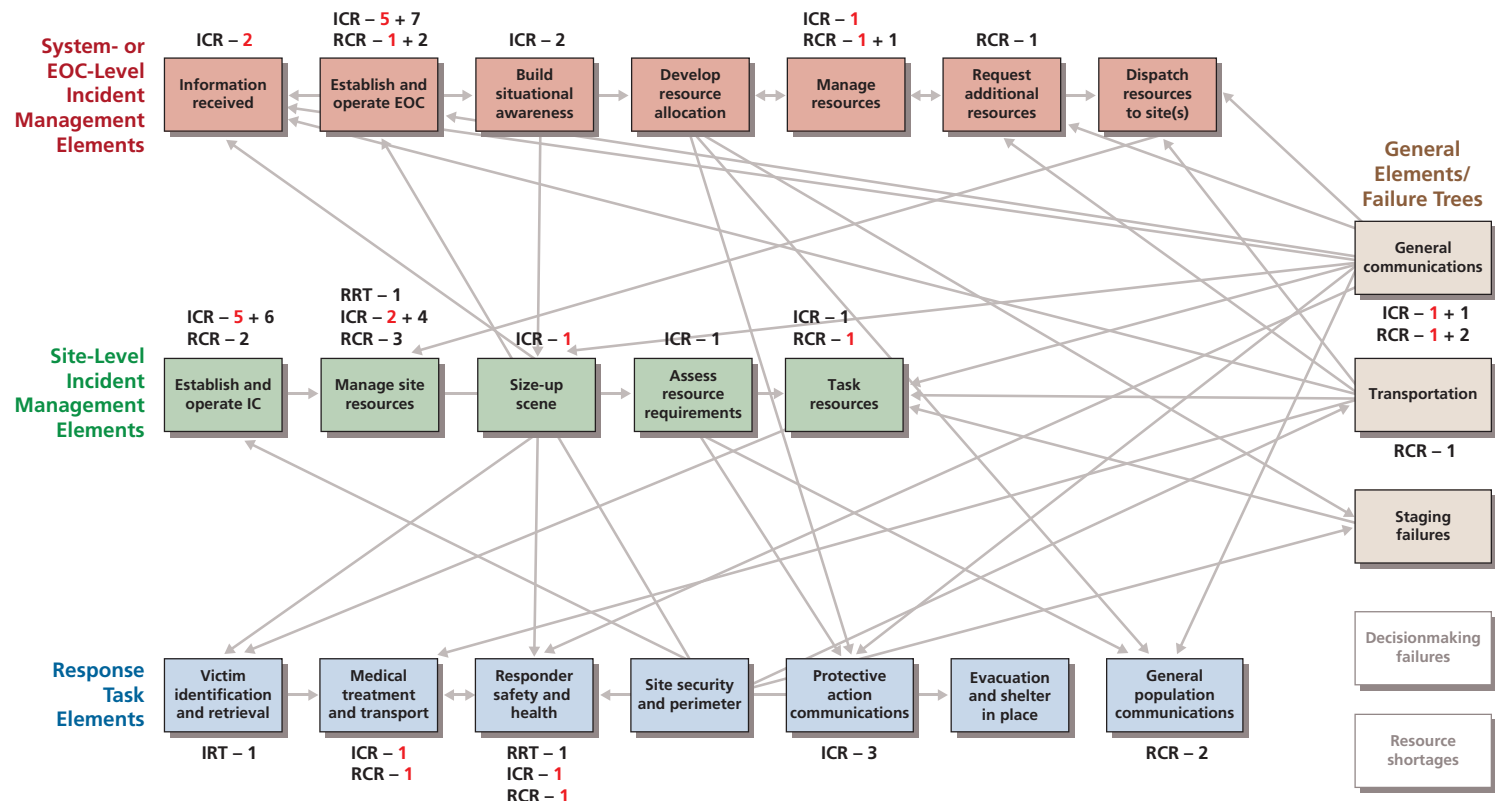 System- or
EOC-Level
Incident
Management
Elements
ICR – 2
Information
received
ICR – 5 + 7
RCR – 1 + 2
Establish and
operate EOC
ICR – 2
Build
situational
awareness
Develop
resource
allocation
ICR – 1
RCR – 1 + 1
Manage
resources
RCR – 1
Request
additional
resources
Dispatch
resources
to site(s)
General
Elements/
Failure Trees
General
communications
ICR – 1 + 1
RCR – 1 + 2
Transportation
RCR – 1
Staging
failures
Decisionmaking
failures
Resource
shortages
Site-Level
Incident
Management
Elements
ICR – 5 + 6
RCR – 2
Establish and
operate IC
RRT – 1
ICR – 2 + 4
RCR – 3
Manage site
resources
ICR – 1
Size-up
scene
ICR – 1
Assess
resource
requirements
ICR – 1
RCR – 1
Task
resources
Response
Task
Elements
Victim
identification
and retrieval
IRT – 1
Medical
treatment
and transport
ICR – 1
RCR – 1
Responder
safety and
health
RRT – 1
ICR – 1
RCR – 1
Site security
and perimeter
Protective
action
communications
ICR – 3
Evacuation
and shelter
in place
General
population
communications
RCR – 2